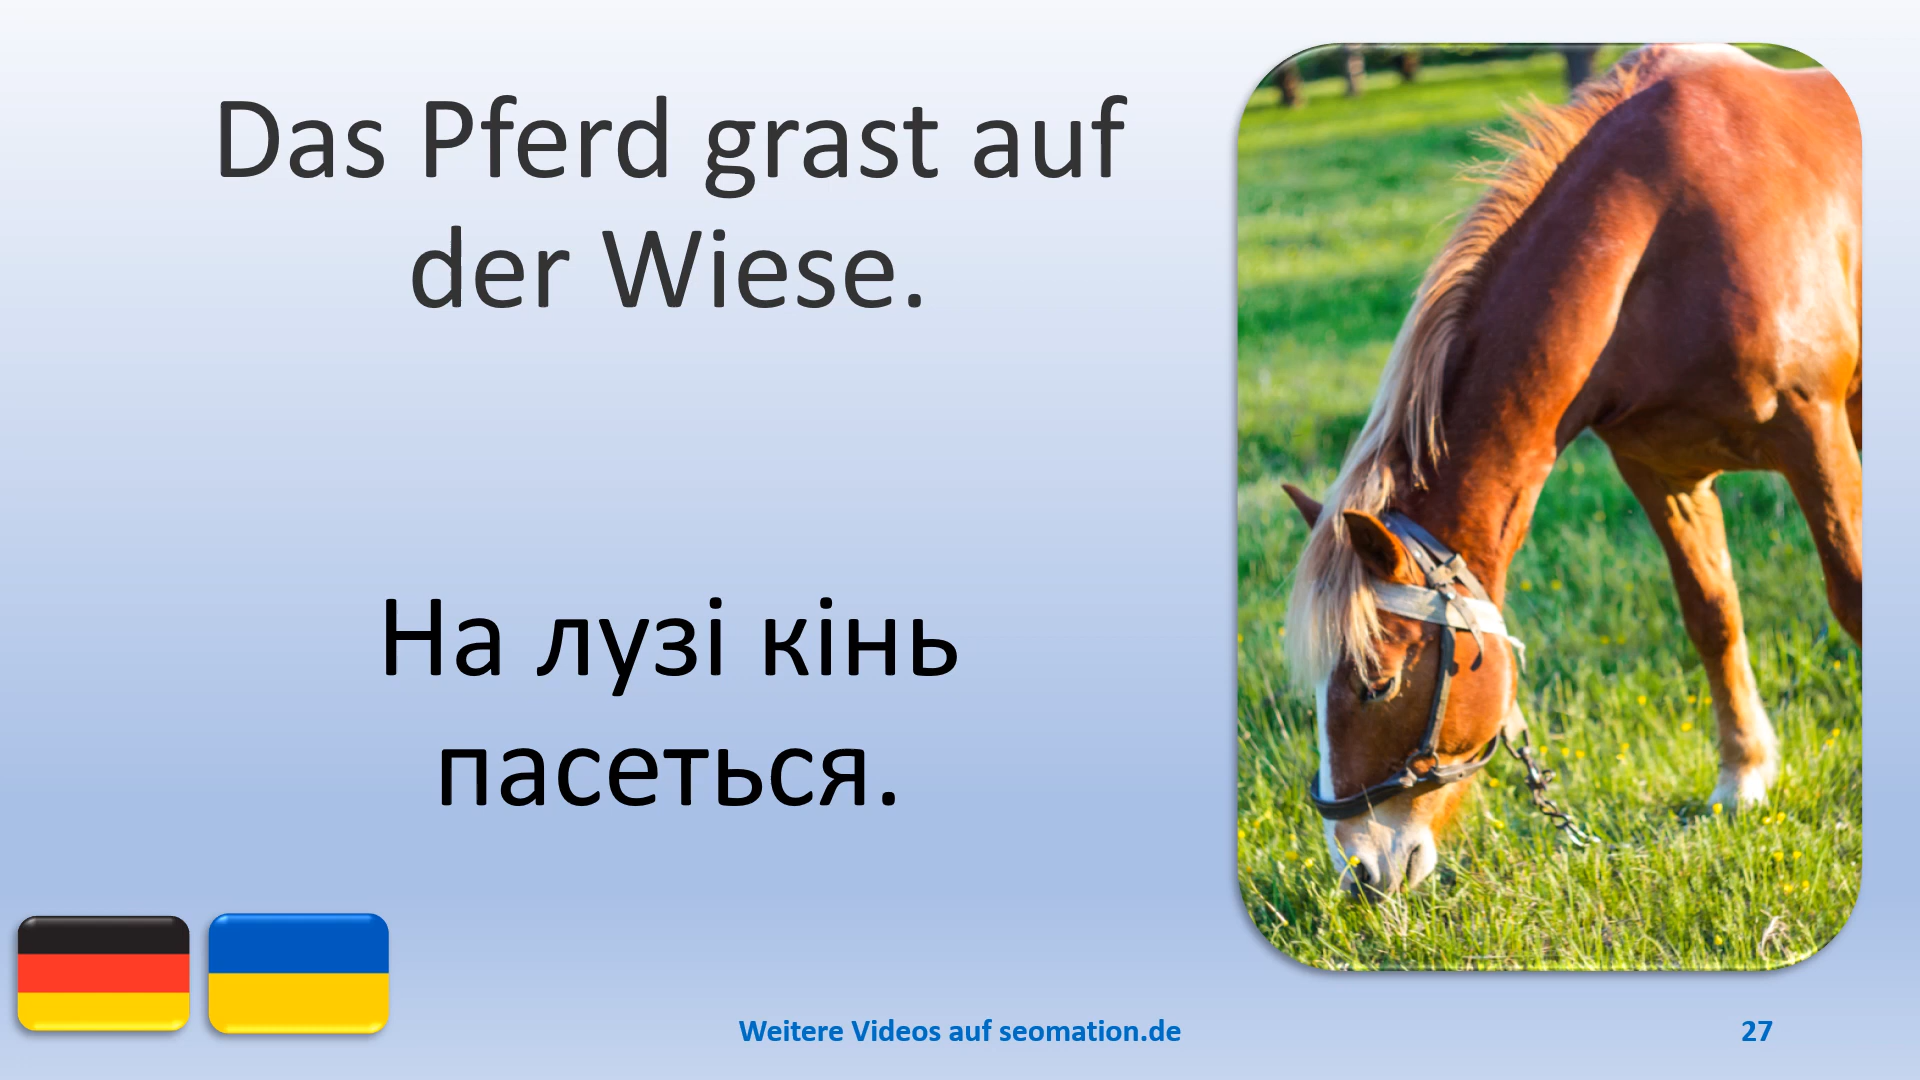 Das Pferd grast auf
der Wiese.
На лузі кінь
пасеться.
Weitere Videos auf seomation.de
27